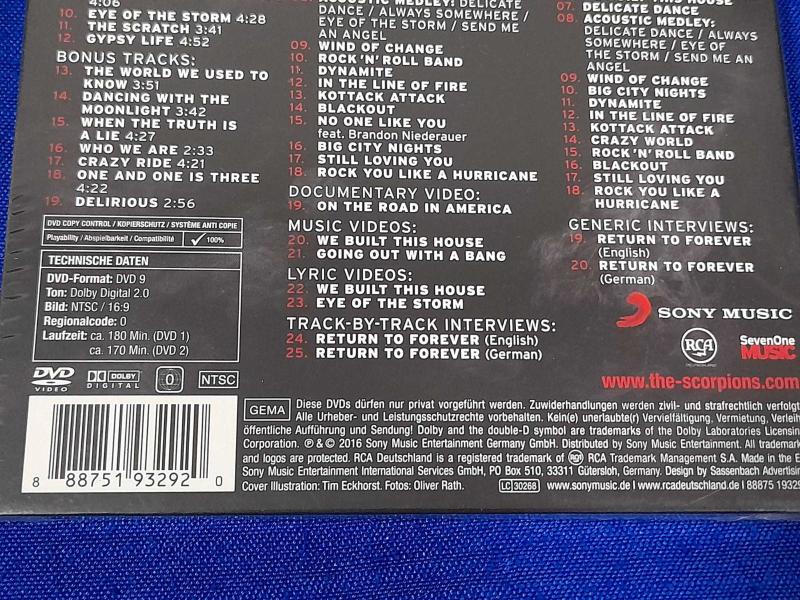 4:06
10. EYE OF THE STORM 4:28
11. THE SCRATCH 3:41
12. GYPSY LIFE 4:52
BONUS TRACKS:
13. THE WORLD WE USED TO
KNOW 3:51
14. DANCING WITH THE
MOONLIGHT 3:42
15. WHEN THE TRUTH IS
A LIE 4:27
16. WHO WE ARE 2:33
17. CRAZY RIDE 4:21
18. ONE AND ONE IS THREE
4:22
19. DELIRIOUS 2:56
DVD COPY CONTROL / KOPIERSCHUTZ / SYSTÈME ANTI COPIE
Playability / Abspielbarkeit / Compatibilité ✓ 100%
TECHNISCHE DATEN
DVD-Format: DVD 9
Ton: Dolby Digital 2.0
Bild: NTSC / 16:9
Regionalcode: 0
Laufzeit: ca. 180 Min. (DVD 1)
ca. 170 Min. (DVD 2)
DVD VIDEO
DOLBY DIGITAL
0
NTSC
8 88751 93292 0
ACOUSTIC MEDLEY: DELICATE
DANCE / ALWAYS SOMEWHERE /
EYE OF THE STORM / SEND ME
AN ANGEL
09. WIND OF CHANGE
10. ROCK 'N' ROLL BAND
11. DYNAMITE
12. IN THE LINE OF FIRE
13. KOTTAK ATTACK
14. BLACKOUT
15. NO ONE LIKE YOU
feat. Brandon Niederauer
16. BIG CITY NIGHTS
17. STILL LOVING YOU
18. ROCK YOU LIKE A HURRICANE
DOCUMENTARY VIDEO:
19. ON THE ROAD IN AMERICA
MUSIC VIDEOS:
20. WE BUILT THIS HOUSE
21. GOING OUT WITH A BANG
LYRIC VIDEOS:
22. WE BUILT THIS HOUSE
23. EYE OF THE STORM
TRACK-BY-TRACK INTERVIEWS:
24. RETURN TO FOREVER (English)
25. RETURN TO FOREVER (German)
07. DELICATE DANCE
08. ACOUSTIC MEDLEY:
DELICATE DANCE / ALWAYS
SOMEWHERE / EYE OF
THE STORM / SEND ME AN
ANGEL
09. WIND OF CHANGE
10. BIG CITY NIGHTS
11. DYNAMITE
12. IN THE LINE OF FIRE
13. KOTTACK ATTACK
14. CRAZY WORLD
15. ROCK 'N' ROLL BAND
16. BLACKOUT
17. STILL LOVING YOU
18. ROCK YOU LIKE A
HURRICANE
GENERIC INTERVIEWS:
19. RETURN TO FOREVER
(English)
20. RETURN TO FOREVER
(German)
SONY MUSIC
RCA
SevenOne
MUSIC
www.the-scorpions.com
GEMA
Diese DVDs dürfen nur privat vorgeführt werden. Zuwiderhandlungen werden zivil- und strafrechtlich verfolgt.
Alle Urheber- und Leistungsschutzrechte vorbehalten. Kein(e) unerlaubte(r) Vervielfältigung, Vermietung, Verleih,
öffentliche Aufführung und Sendung! Dolby and the double-D symbol are trademarks of the Dolby Laboratories Licensing
Corporation. ℗ & © 2016 Sony Music Entertainment Germany GmbH. Distributed by Sony Music Entertainment. All trademarks
and logos are protected. RCA Deutschland is a registered trademark of RCA Trademark Management S.A. Made in the
Sony Music Entertainment International Services GmbH, PO Box 510, 33311 Gütersloh, Germany. Design by Sassenbach Advertising
Cover Illustration: Tim Eckhorst. Fotos: Oliver Rath. LC 30268 www.sonymusic.de I www.rcadeutschland.de I 88875 1932